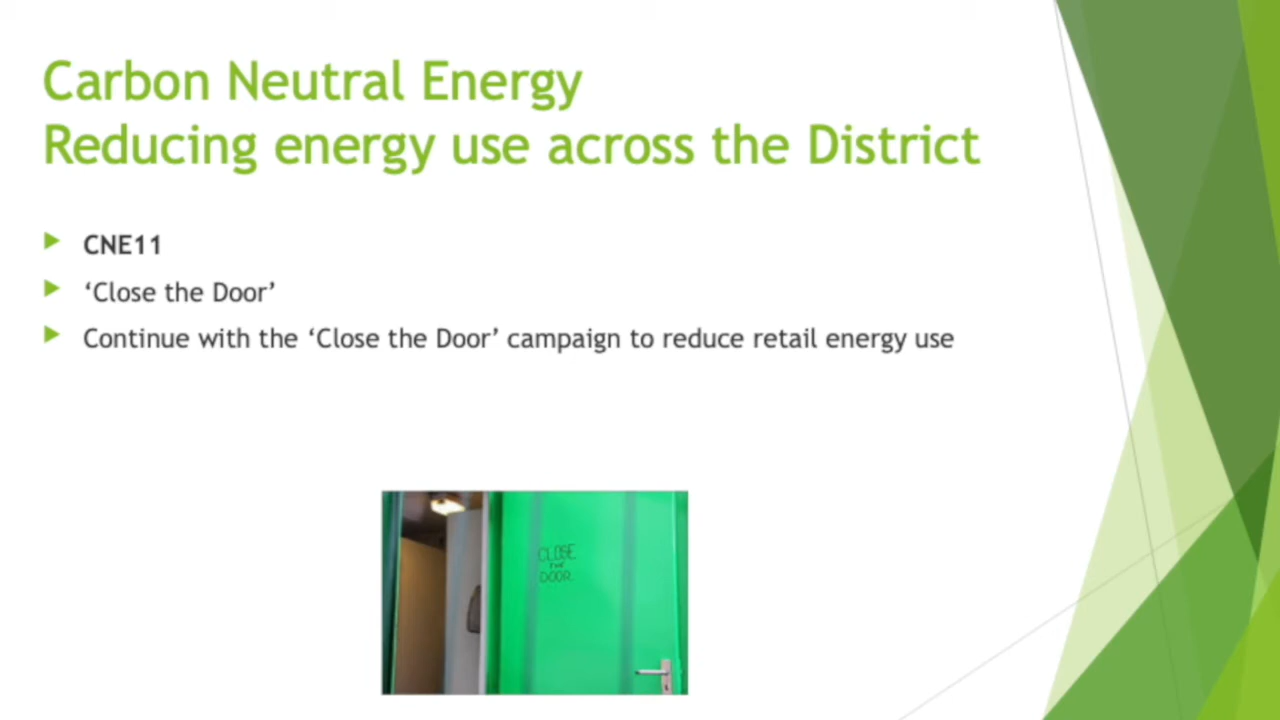 Carbon Neutral Energy
Reducing energy use across the District
CNE11
‘Close the Door’
Continue with the ‘Close the Door’ campaign to reduce retail energy use
CLOSE
THE
DOOR.